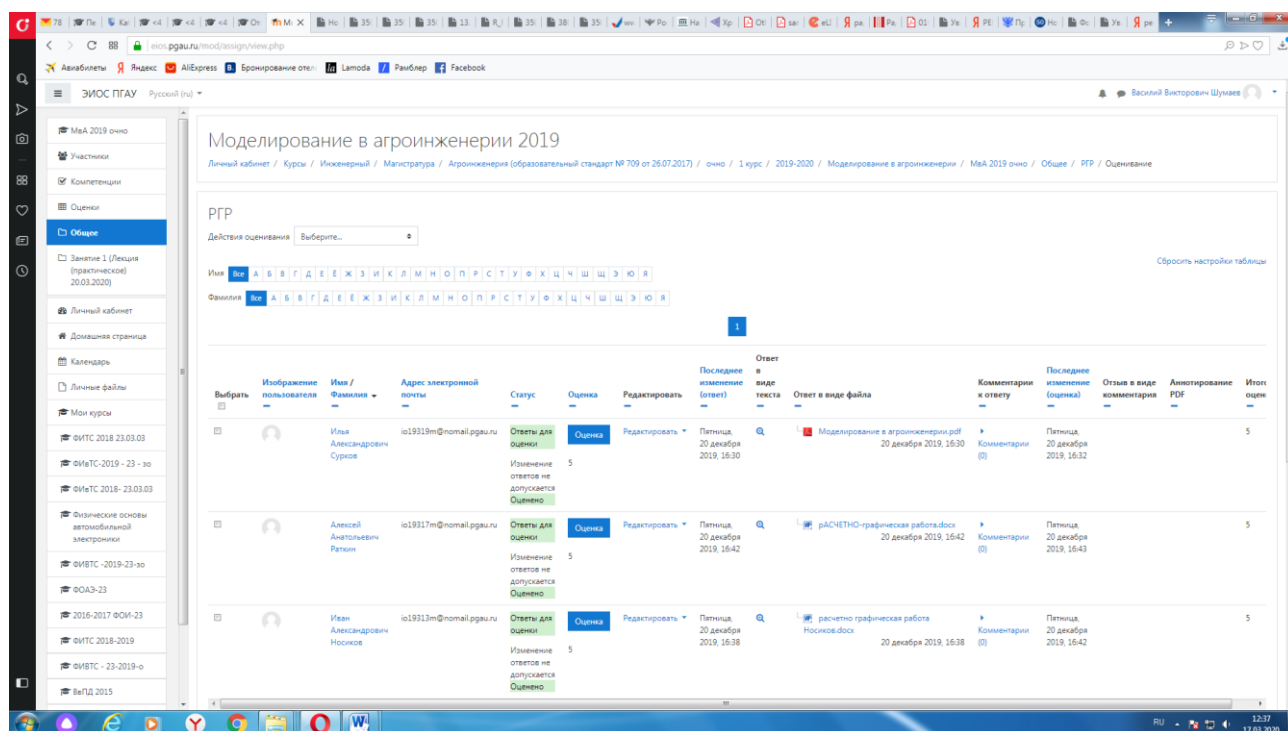 eios.pgau.ru/mod/assign/view.php
Авиабилеты Яндекс AliExpress Бронирование отел Lamoda Рамблер Facebook
ЭИОС ПГАУ Русский (ru)
Василий Викторович Шумаев
МвА 2019 очно
Участники
Компетенции
Оценки
Общее
Занятие 1 (Лекция
(практическое)
20.03.2020)
Личный кабинет
Домашняя страница
Календарь
Личные файлы
Мои курсы
ФИТС 2018 23.03.03
ФИвТС-2019 - 23 - зо
ФИвТС 2018- 23.03.03
Физические основы
автомобильной
электроники
ФИВТС -2019-23-зо
ФОАЭ-23
2016-2017 ФОИ-23
ФИТС 2018-2019
ФИВТС - 23-2019-о
ВвПД 2015
Моделирование в агроинженерии 2019
Личный кабинет / Курсы / Инженерный / Магистратура / Агроинженерия (образовательный стандарт № 709 от 26.07.2017) / очно / 1 курс / 2019-2020 / Моделирование в агроинженерии / МвА 2019 очно / Общее / РГР / Оценивание
РГР
Действия оценивания Выберите...
Сбросить настройки таблицы
Имя Все А Б В Г Д Е Ё Ж З И К Л М Н О П Р С Т У Ф Х Ц Ч Ш Щ Э Ю Я
Фамилия Все А Б В Г Д Е Ё Ж З И К Л М Н О П Р С Т У Ф Х Ц Ч Ш Щ Э Ю Я
1
Выбрать
Изображение
пользователя
Имя /
Фамилия
Адрес электронной
почты
Статус
Оценка
Редактировать
Последнее
изменение
(ответ)
Ответ
в
виде
текста
Ответ в виде файла
Комментарии
к ответу
Последнее
изменение
(оценка)
Отзыв в виде
комментария
Аннотирование
PDF
Итого
оцен
Илья
Александрович
Сурков
io19319m@nomail.pgau.ru
Ответы для
оценки
Изменение
ответов не
допускается
Оценено
Оценка
5
Редактировать
Пятница,
20 декабря
2019, 16:30
Моделирование в агроинженерии.pdf
20 декабря 2019, 16:30
Комментарии
(0)
Пятница,
20 декабря
2019, 16:32
5
Алексей
Анатольевич
Раткин
io19317m@nomail.pgau.ru
Ответы для
оценки
Изменение
ответов не
допускается
Оценено
Оценка
5
Редактировать
Пятница,
20 декабря
2019, 16:42
рАСЧЕТНО-графическая работа.docx
20 декабря 2019, 16:42
Комментарии
(0)
Пятница,
20 декабря
2019, 16:43
5
Иван
Александрович
Носиков
io19313m@nomail.pgau.ru
Ответы для
оценки
Изменение
ответов не
допускается
Оценено
Оценка
5
Редактировать
Пятница,
20 декабря
2019, 16:38
расчетно графическая работа
Носиков.docx
20 декабря 2019, 16:38
Комментарии
(0)
Пятница,
20 декабря
2019, 16:42
5
RU
12:37
17.03.2020